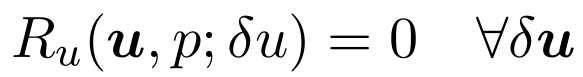 R_u(𝒖, p; δu) = 0 ∀δ𝒖